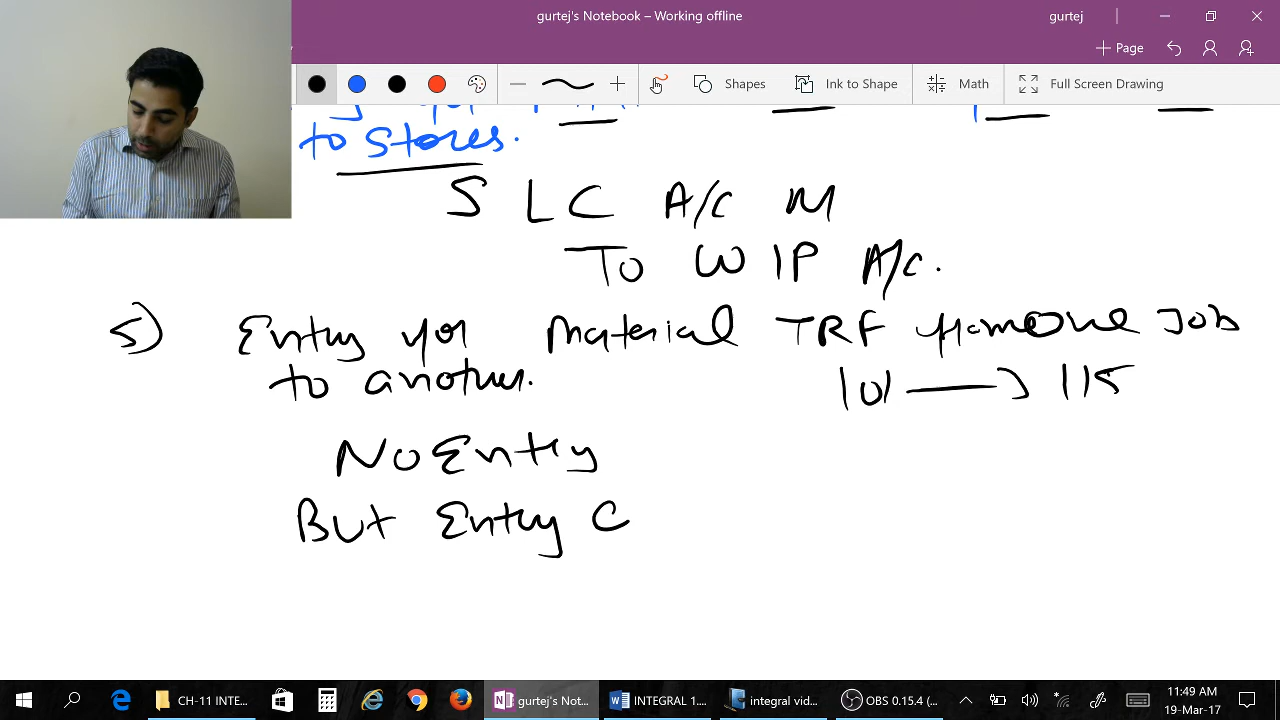 gurtej's Notebook – Working offline
gurtej
Page
Shapes
Ink to Shape
Math
Full Screen Drawing
to stores.
S L C A/C M
To WIP A/c.
5) Entry for Material TRF from one Job
to another. 101 → 115
No Entry
But Entry C
CH-11 INTE...
gurtej's Not...
INTEGRAL 1...
integral vid...
OBS 0.15.4 (...
11:49 AM
19-Mar-17